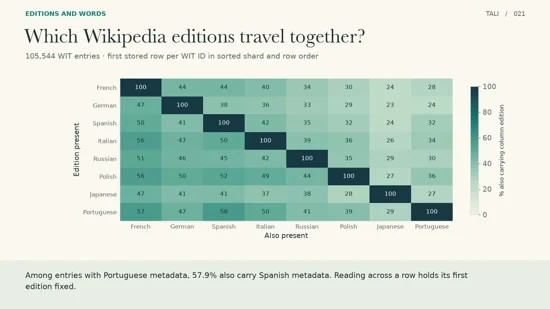 EDITIONS AND WORDS
TALI / 021
Which Wikipedia editions travel together?
105,544 WIT entries · first stored row per WIT ID in sorted shard and row order
French 100 44 44 40 34 30 24 28
German 47 100 38 36 33 29 23 24
Spanish 50 41 100 42 35 32 24 32
Italian 56 47 50 100 39 36 26 34
Russian 51 46 45 42 100 35 29 30
Polish 56 50 52 49 44 100 27 36
Japanese 47 41 41 37 38 28 100 27
Portuguese 57 47 58 50 41 39 29 100
French German Spanish Italian Russian Polish Japanese Portuguese
Also present
Edition present
100
80
60
40
20
0
% also carrying column edition
Among entries with Portuguese metadata, 57.9% also carry Spanish metadata. Reading across a row holds its first
edition fixed.